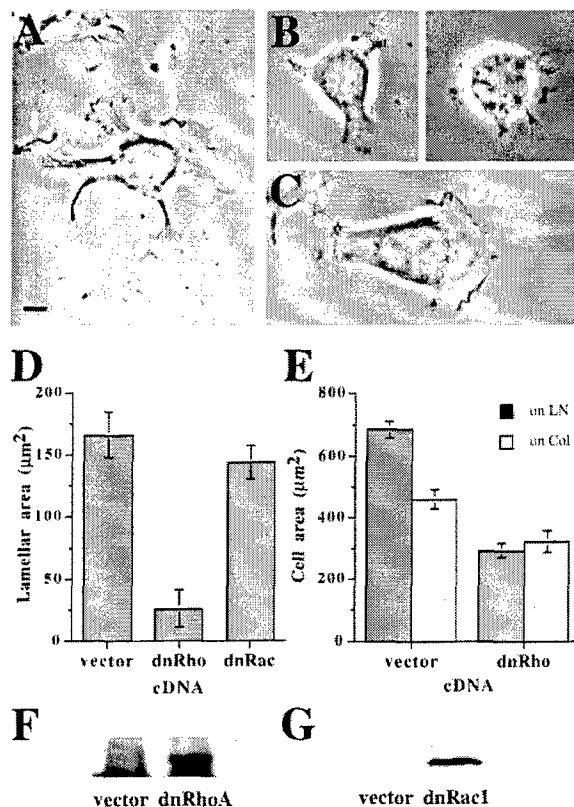 A
B
C
D
E
Lamellar area (µm²)
200
150
100
50
0
vector dnRho dnRac
cDNA
Cell area (µm²)
800
600
400
200
0
on LN
on Col
vector dnRho
cDNA
F
G
vector dnRhoA
vector dnRac1